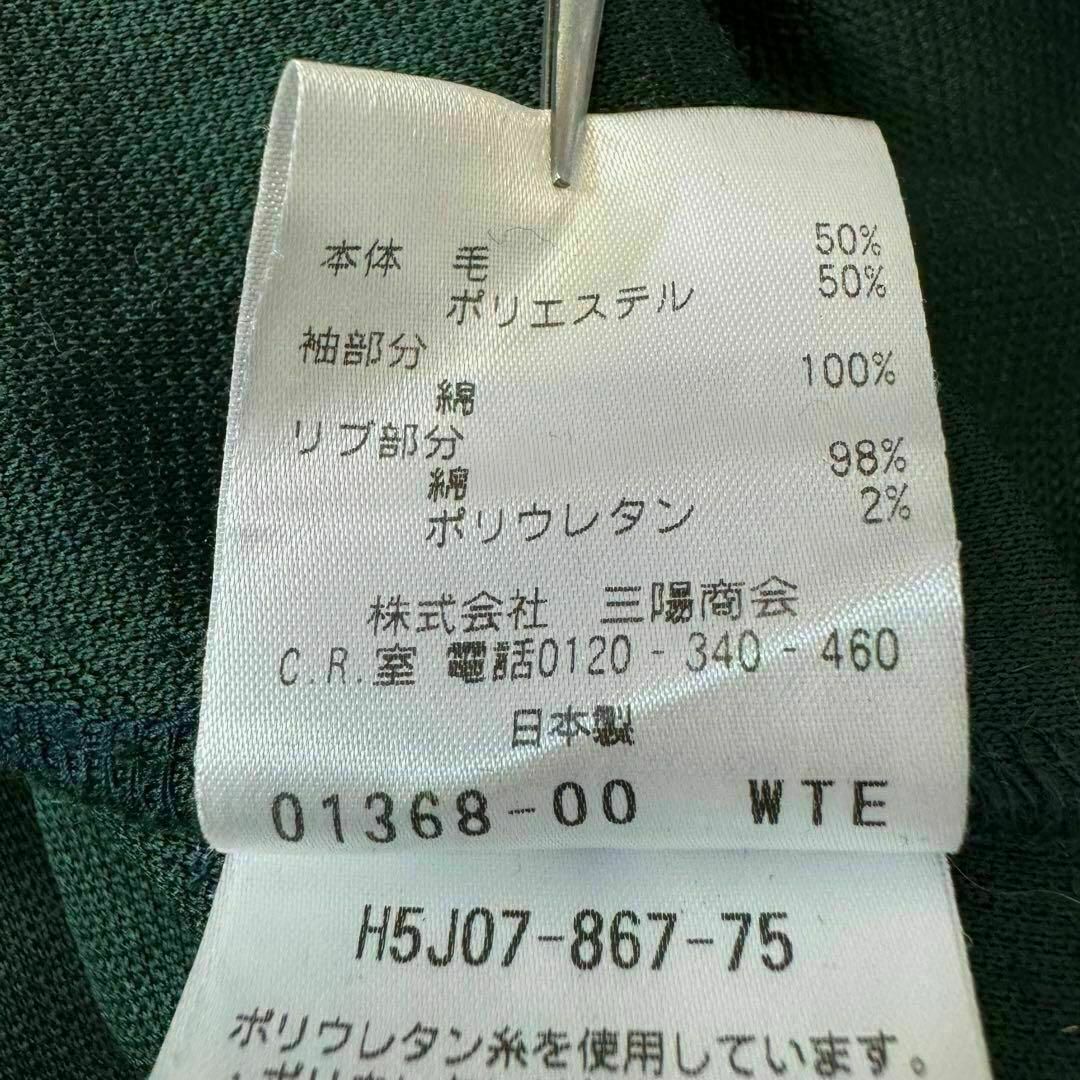 本体 毛 50%
ポリエステル 50%
袖部分
綿 100%
リブ部分
綿 98%
ポリウレタン 2%
株式会社 三陽商会
C.R.室 電話0120-340-460
日本製
01368-00 WTE
H5J07-867-75
ポリウレタン糸を使用しています。